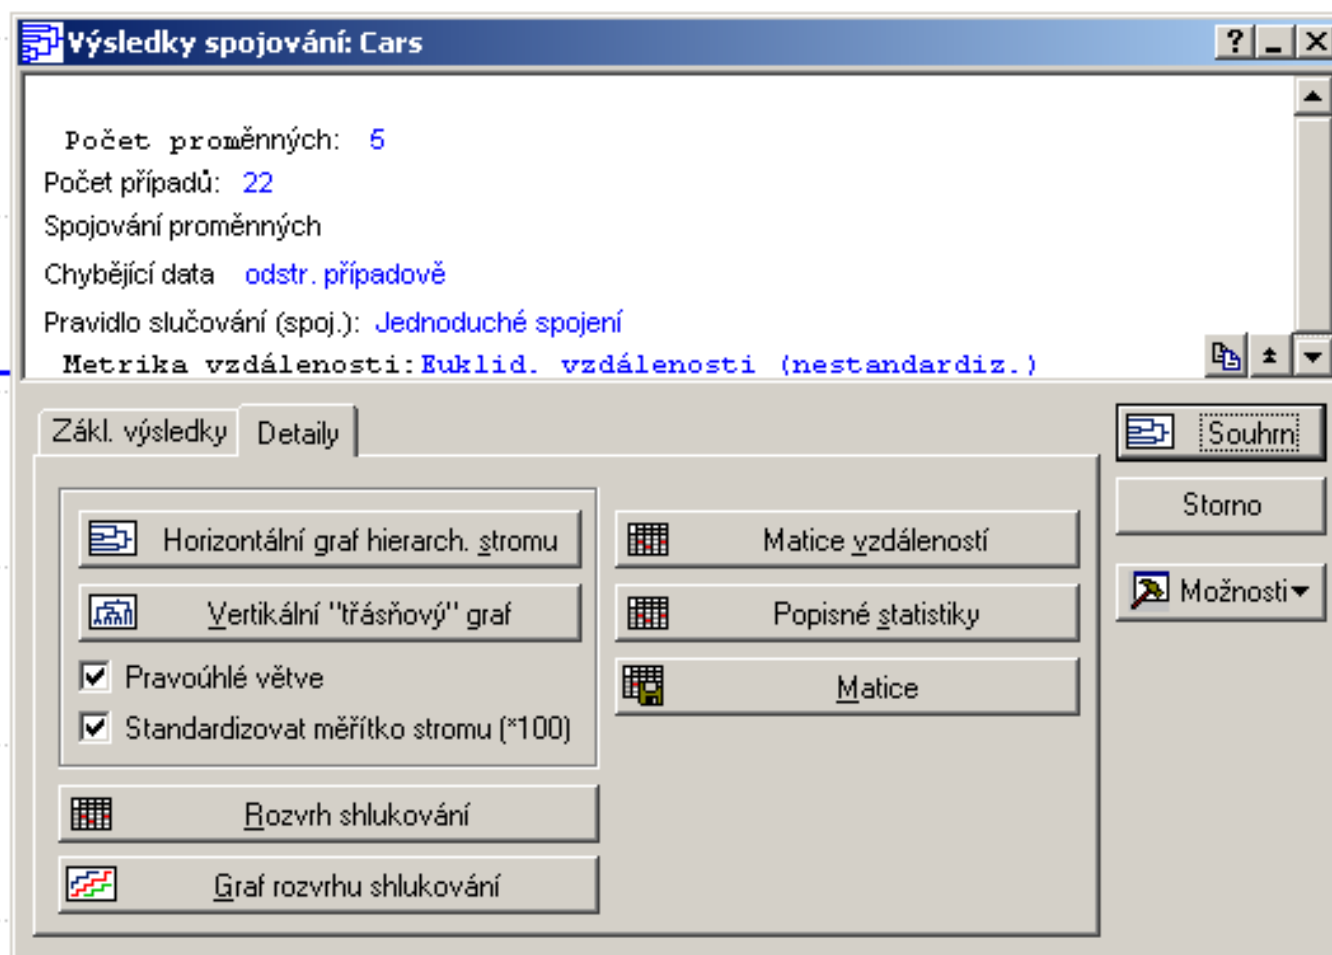 Výsledky spojování: Cars
Počet proměnných: 5
Počet případů: 22
Spojování proměnných
Chybějící data odstr. případově
Pravidlo slučování (spoj.): Jednoduché spojení
Metrika vzdálenosti:Euklid. vzdálenosti (nestandardiz.)
Zákl. výsledky Detaily
Souhrn
Storno
Možnosti
Horizontální graf hierarch. stromu
Vertikální "třásňový" graf
Pravoúhlé větve
Standardizovat měřítko stromu (*100)
Rozvrh shlukování
Graf rozvrhu shlukování
Matice vzdáleností
Popisné statistiky
Matice